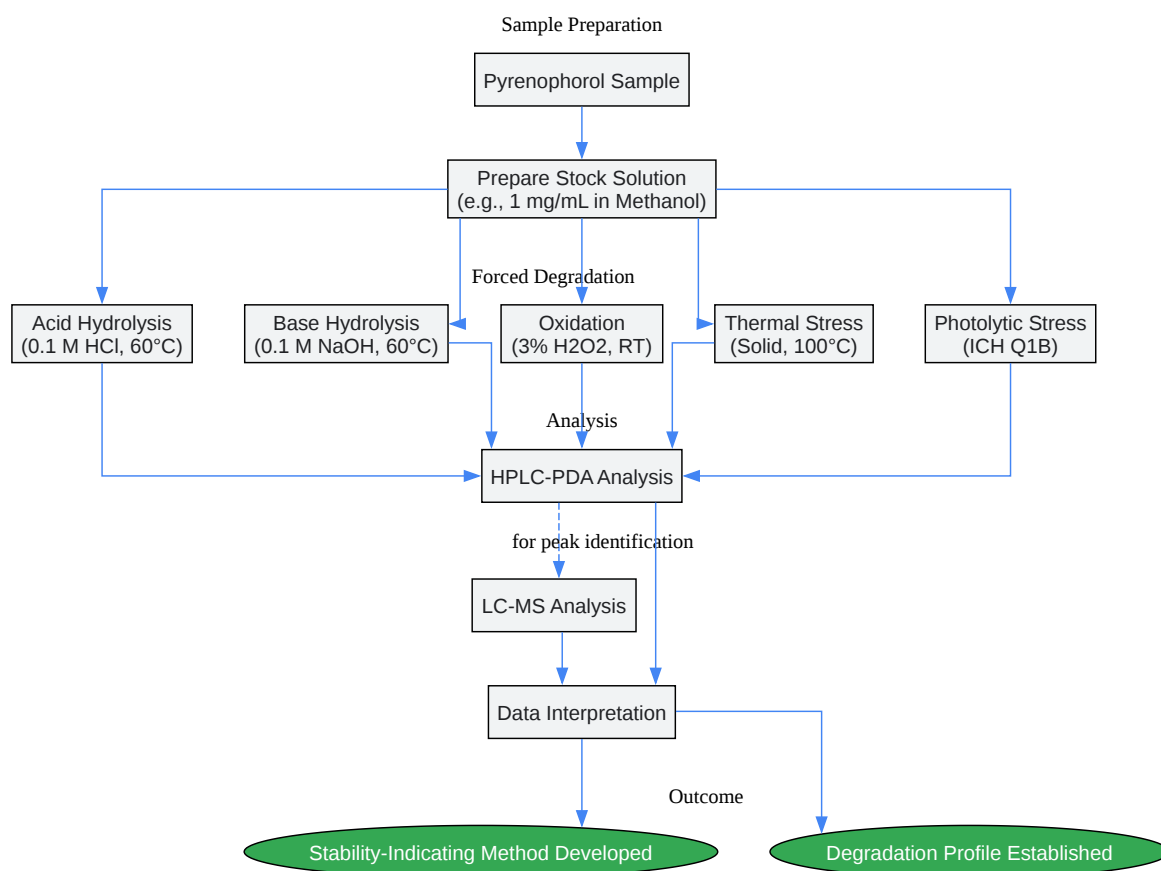 Sample Preparation
Pyrenophorol Sample
Prepare Stock Solution
(e.g., 1 mg/mL in Methanol)
Forced Degradation
Acid Hydrolysis
(0.1 M HCl, 60°C)
Base Hydrolysis
(0.1 M NaOH, 60°C)
Oxidation
(3% H2O2, RT)
Thermal Stress
(Solid, 100°C)
Photolytic Stress
(ICH Q1B)
Analysis
HPLC-PDA Analysis
for peak identification
LC-MS Analysis
Data Interpretation
Outcome
Stability-Indicating Method Developed
Degradation Profile Established